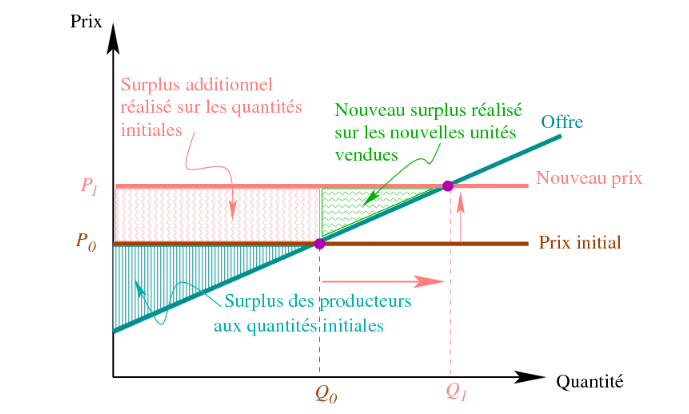 Prix
Surplus additionnel
réalisé sur les quantités
initiales
Nouveau surplus réalisé
sur les nouvelles unités
vendues
Offre
P1
Nouveau prix
P0
Prix initial
Surplus des producteurs
aux quantités initiales
Quantité
Q0
Q1